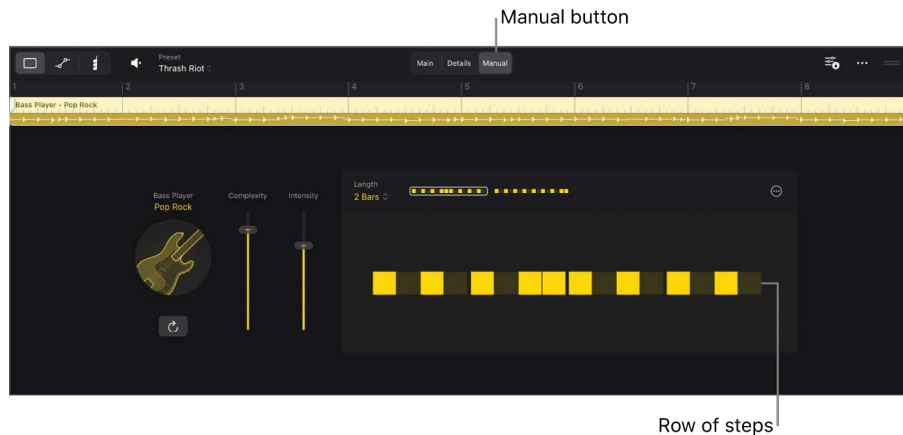 Manual button
Preset
Thrash Riot
Main Details Manual
1 2 3 4 5 6 7 8
Bass Player - Pop Rock
Bass Player
Pop Rock
Complexity
Intensity
Length
2 Bars
Row of steps